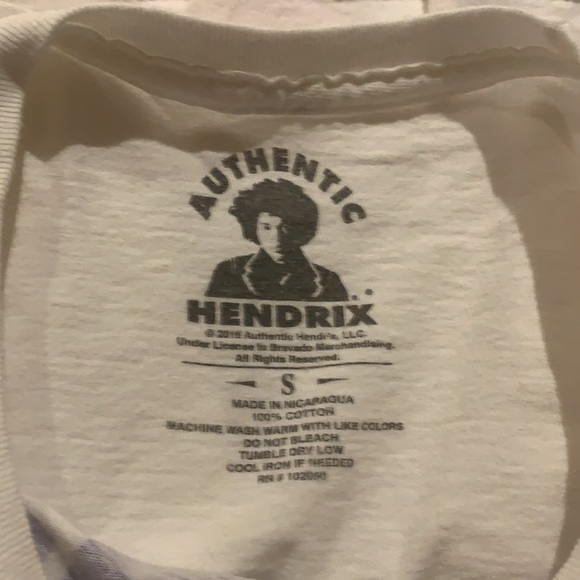 AUTHENTIC
HENDRIX
Authentic Hendrix, LLC.
Under License to Bravado Merchandising.
All Rights Reserved.
S
MADE IN NICARAGUA
100% COTTON
MACHINE WASH WARM WITH LIKE COLORS
DO NOT BLEACH
TUMBLE DRY LOW
COOL IRON IF NEEDED
RN #